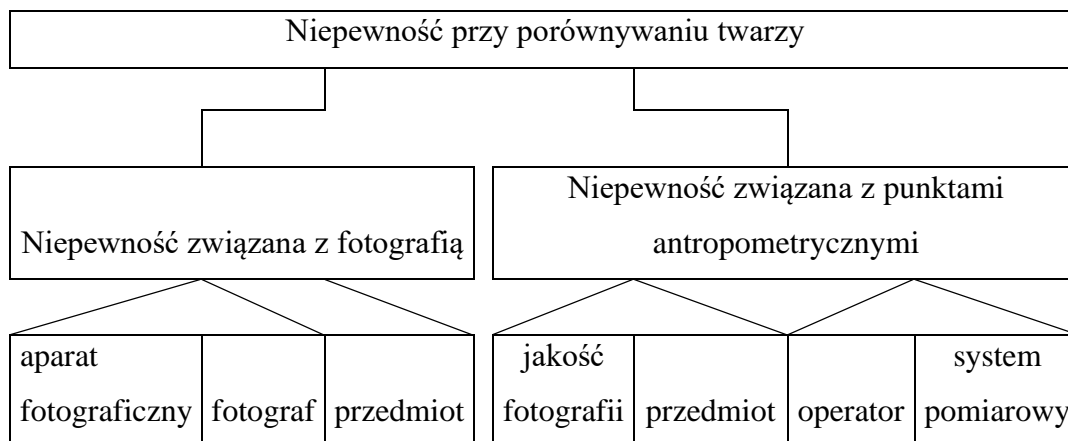 Niepewność przy porównywaniu twarzy
Niepewność związana z fotografią
Niepewność związana z punktami
antropometrycznymi
aparat
fotograficzny
fotograf
przedmiot
jakość
fotografii
przedmiot
operator
system
pomiarowy